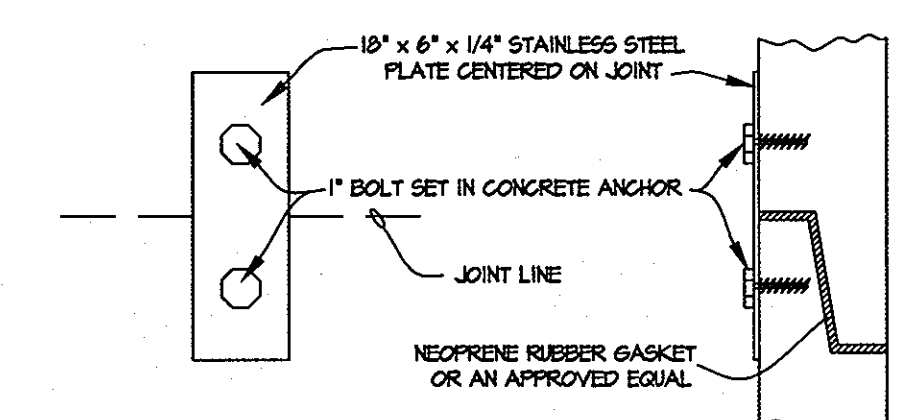 18" x 6" x 1/4" STAINLESS STEEL
PLATE CENTERED ON JOINT
1" BOLT SET IN CONCRETE ANCHOR
JOINT LINE
NEOPRENE RUBBER GASKET
OR AN APPROVED EQUAL